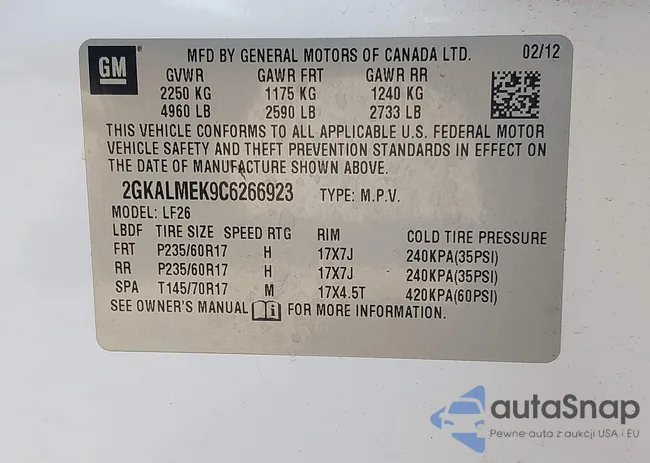 GM
MFD BY GENERAL MOTORS OF CANADA LTD. 02/12
GVWR GAWR FRT GAWR RR
2250 KG 1175 KG 1240 KG
4960 LB 2590 LB 2733 LB
THIS VEHICLE CONFORMS TO ALL APPLICABLE U.S. FEDERAL MOTOR
VEHICLE SAFETY AND THEFT PREVENTION STANDARDS IN EFFECT ON
THE DATE OF MANUFACTURE SHOWN ABOVE.
2GKALMEK9C6266923 TYPE: M.P.V.
MODEL: LF26
LBDF TIRE SIZE SPEED RTG RIM COLD TIRE PRESSURE
FRT P235/60R17 H 17X7J 240KPA(35PSI)
RR P235/60R17 H 17X7J 240KPA(35PSI)
SPA T145/70R17 M 17X4.5T 420KPA(60PSI)
SEE OWNER'S MANUAL i FOR MORE INFORMATION.
autaSnap
Pewne auta z aukcji USA i EU